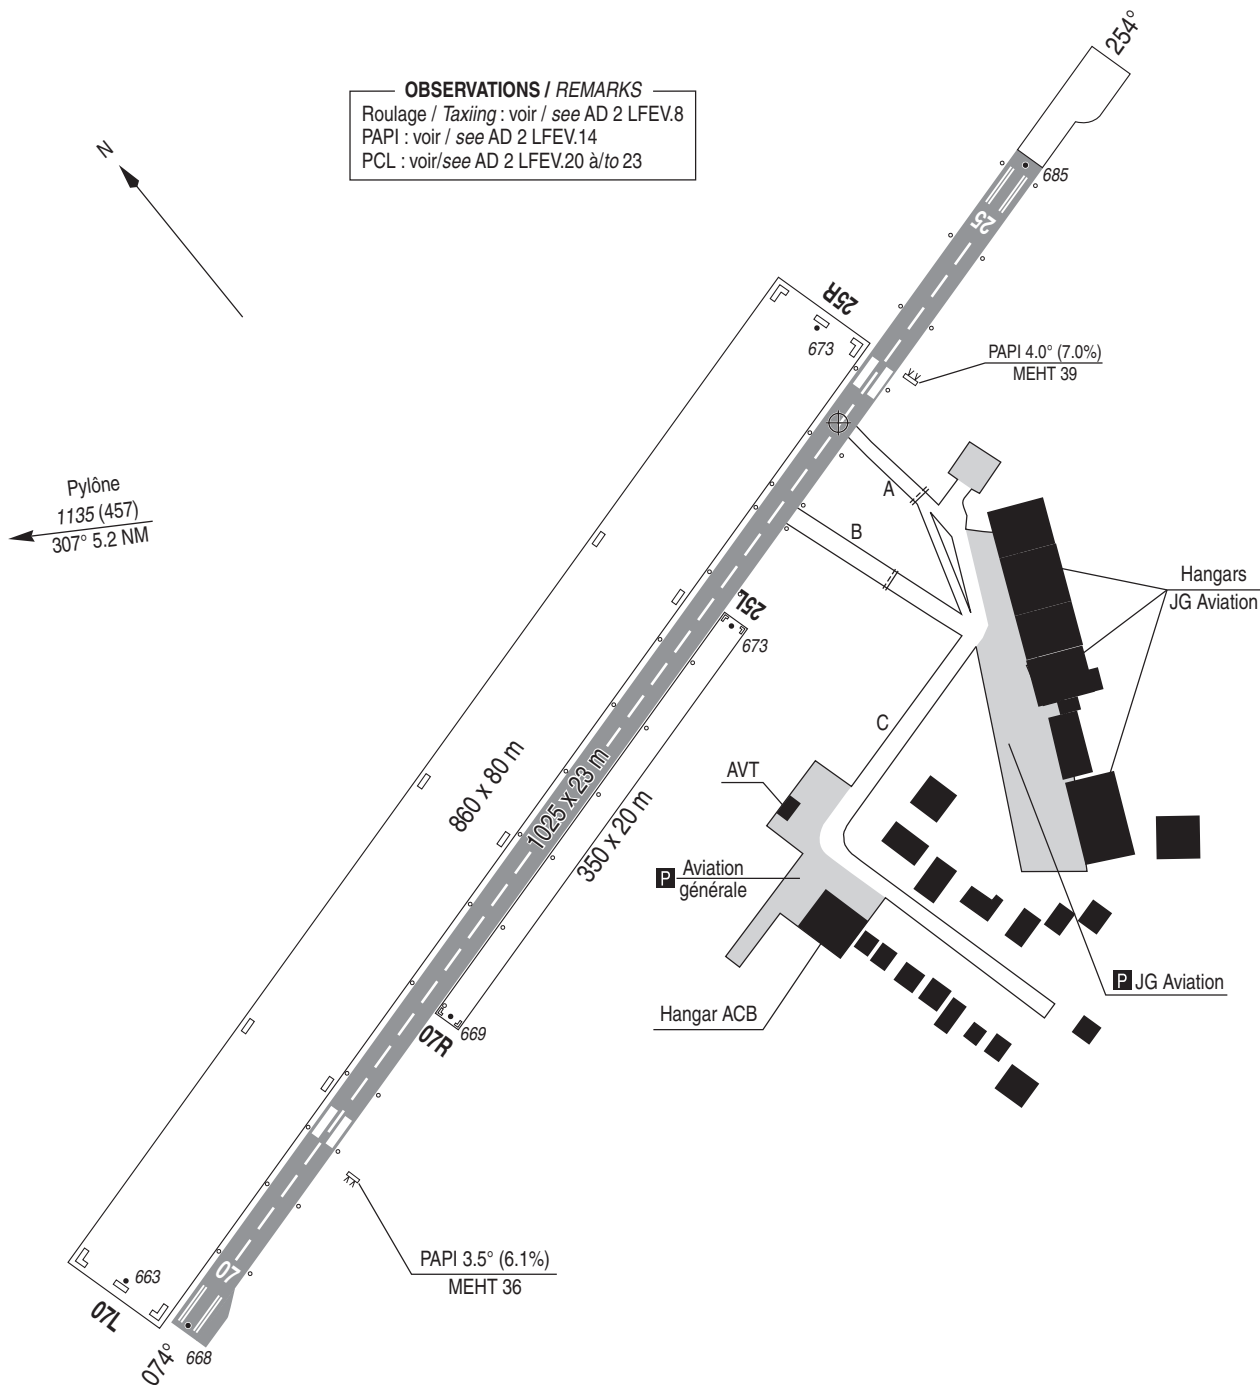 254°
OBSERVATIONS / REMARKS
Roulage / Taxiing : voir / see AD 2 LFEV.8
PAPI : voir / see AD 2 LFEV.14
PCL : voir/see AD 2 LFEV.20 à/to 23
N
685
25
25R
673
PAPI 4.0° (7.0%)
MEHT 39
Pylône
1135 (457)
307° 5.2 NM
A
B
Hangars
JG Aviation
25L
673
C
860 x 80 m
1025 x 23 m
350 x 20 m
AVT
P Aviation
générale
P JG Aviation
Hangar ACB
07R
669
PAPI 3.5° (6.1%)
MEHT 36
07
663
07L
074°
668